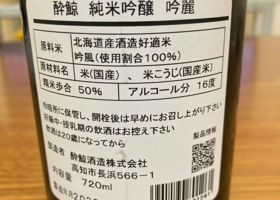 酔鯨 純米吟醸 吟麗
原料米
北海道産酒造好適米
吟風(使用割合100%)
原材料名 米(国産)、 米こうじ(国産米)
精米歩合 50% アルコール分 16度
冷暗所に保管し、開栓後は早めにお召し上がり下さい
妊娠中・授乳期の飲酒はお控え下さい
飲酒は20歳になってから
製品情報
製造者 酔鯨酒造株式会社
高知市長浜566-1
内容量 720ml
製造年月